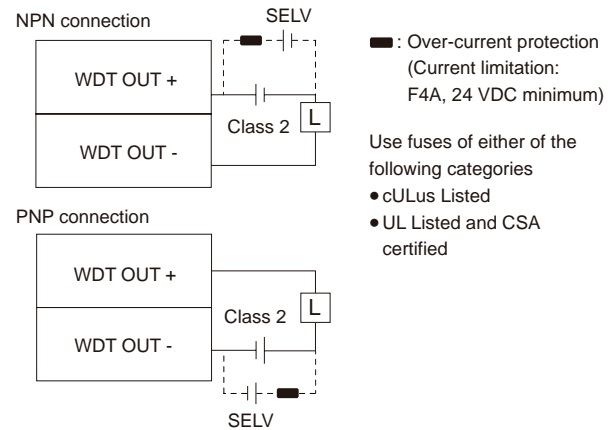 NPN connection
SELV
WDT OUT +
Class 2
L
WDT OUT -
PNP connection
WDT OUT +
L
Class 2
WDT OUT -
SELV
: Over-current protection
(Current limitation:
F4A, 24 VDC minimum)
Use fuses of either of the
following categories
● cULus Listed
● UL Listed and CSA
certified